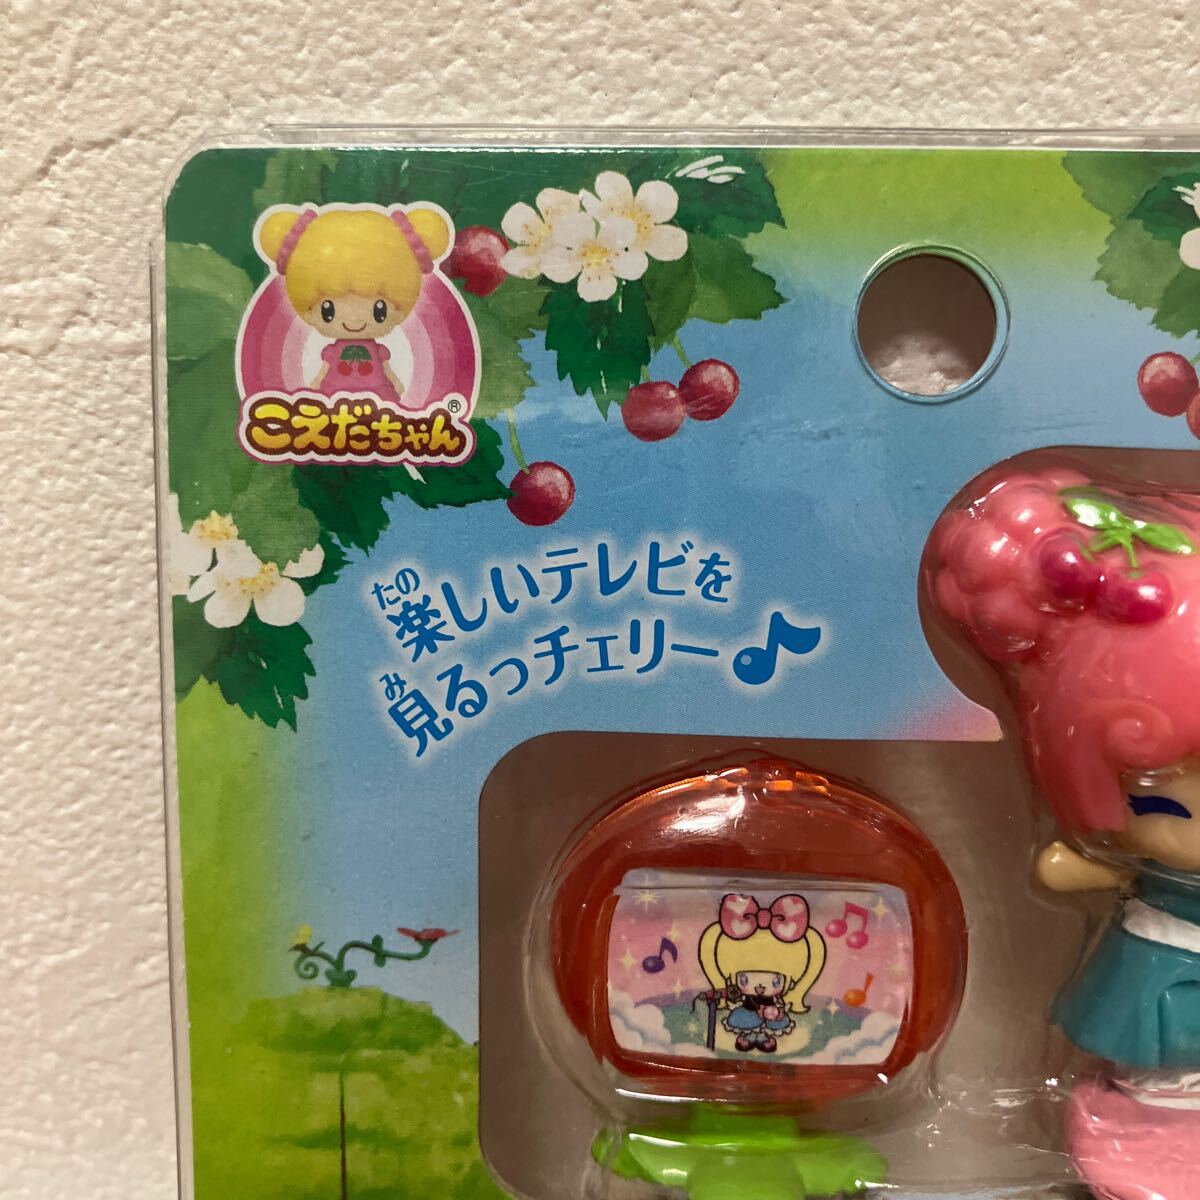 こえだちゃん®
たの
楽しいテレビを
み
見るっチェリー♪